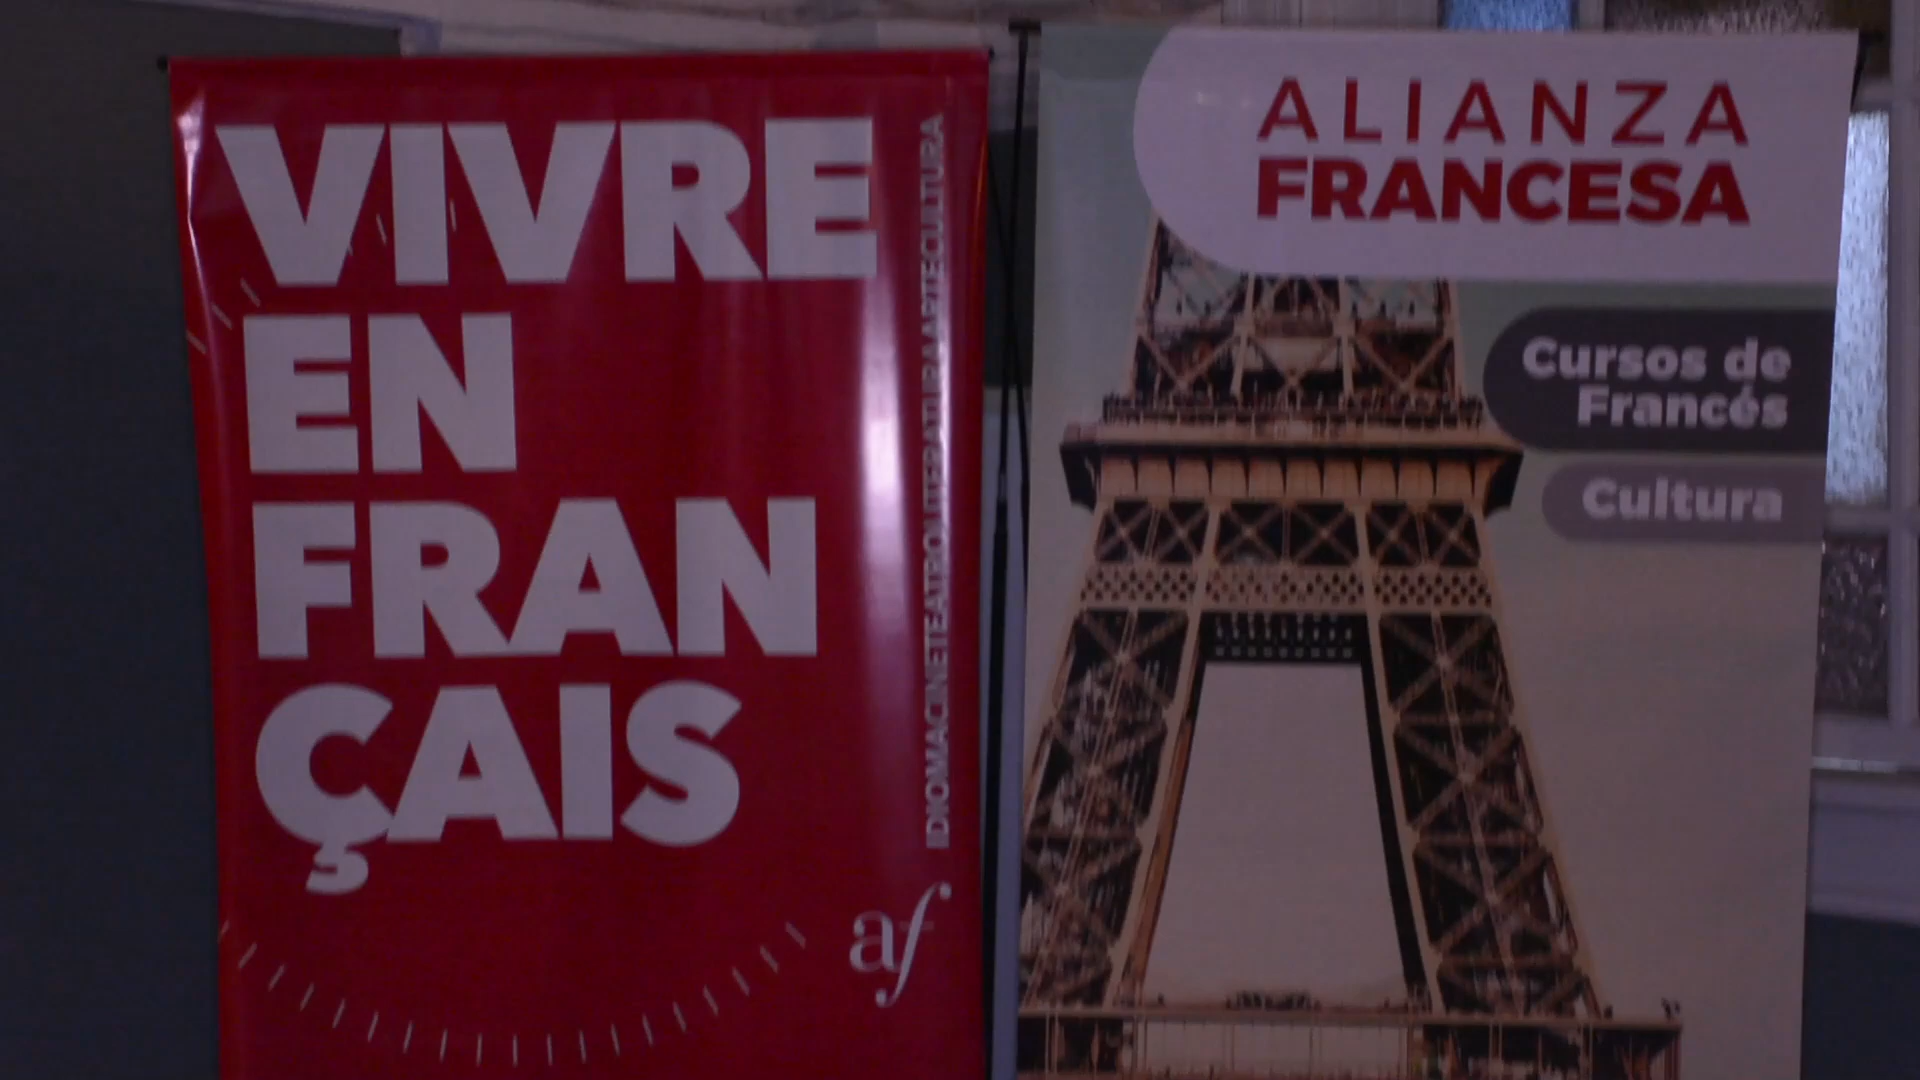 VIVRE
EN
FRAN
ÇAIS
IDIOMACINETEATROLITERATURAARTECULTURA
af
ALIANZA
FRANCESA
Cursos de
Francés
Cultura